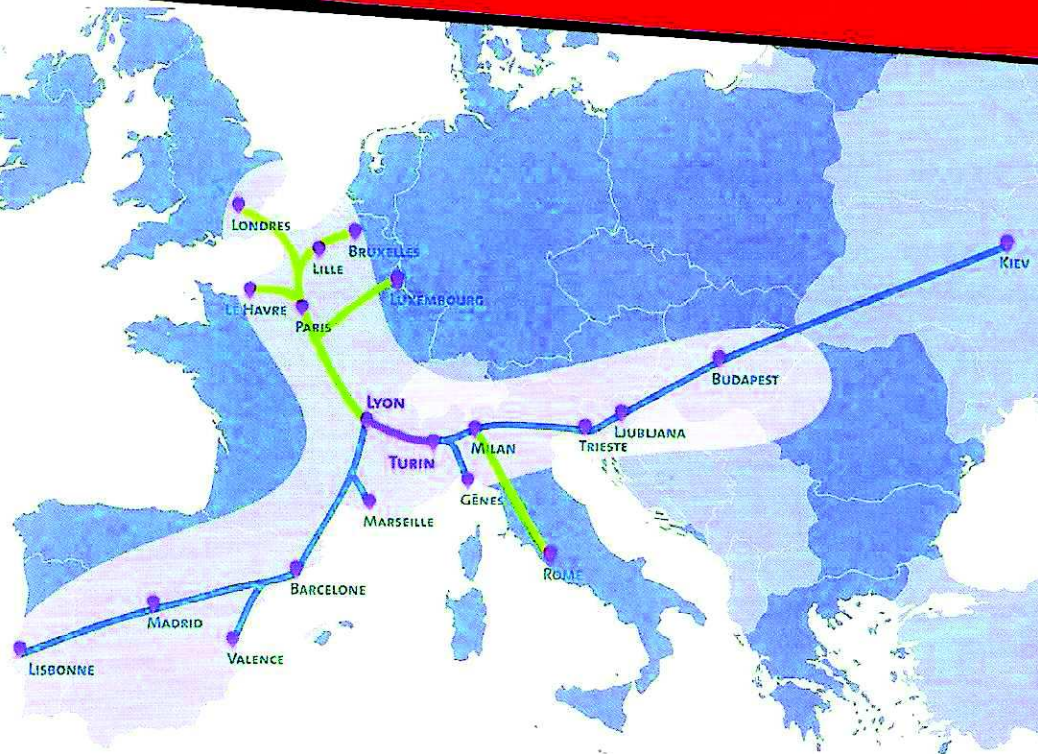 LONDRES
BRUXELLES
LILLE
KIEV
LUXEMBOURG
LE HAVRE
PARIS
BUDAPEST
LYON
LJUBLJANA
TRIESTE
MILAN
TURIN
GÊNES
MARSEILLE
ROME
BARCELONE
MADRID
VALENCE
LISBONNE